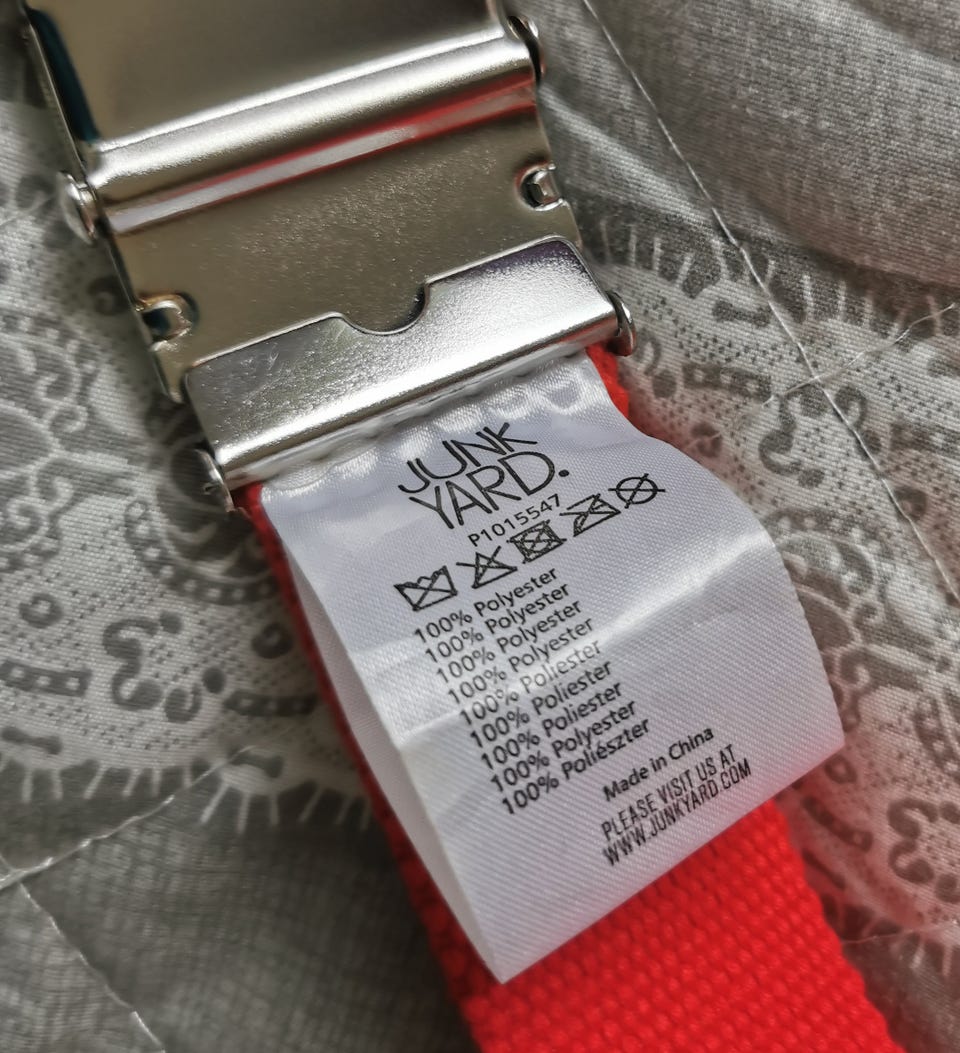 JUNK
YARD.
P1015547
100% Polyester
100% Polyester
100% Polyester
100% Polyester
100% Poliester
100% Poliester
100% Poliester
100% Polyester
100% Poliészter
Made in China
PLEASE VISIT US AT
WWW.JUNKYARD.COM